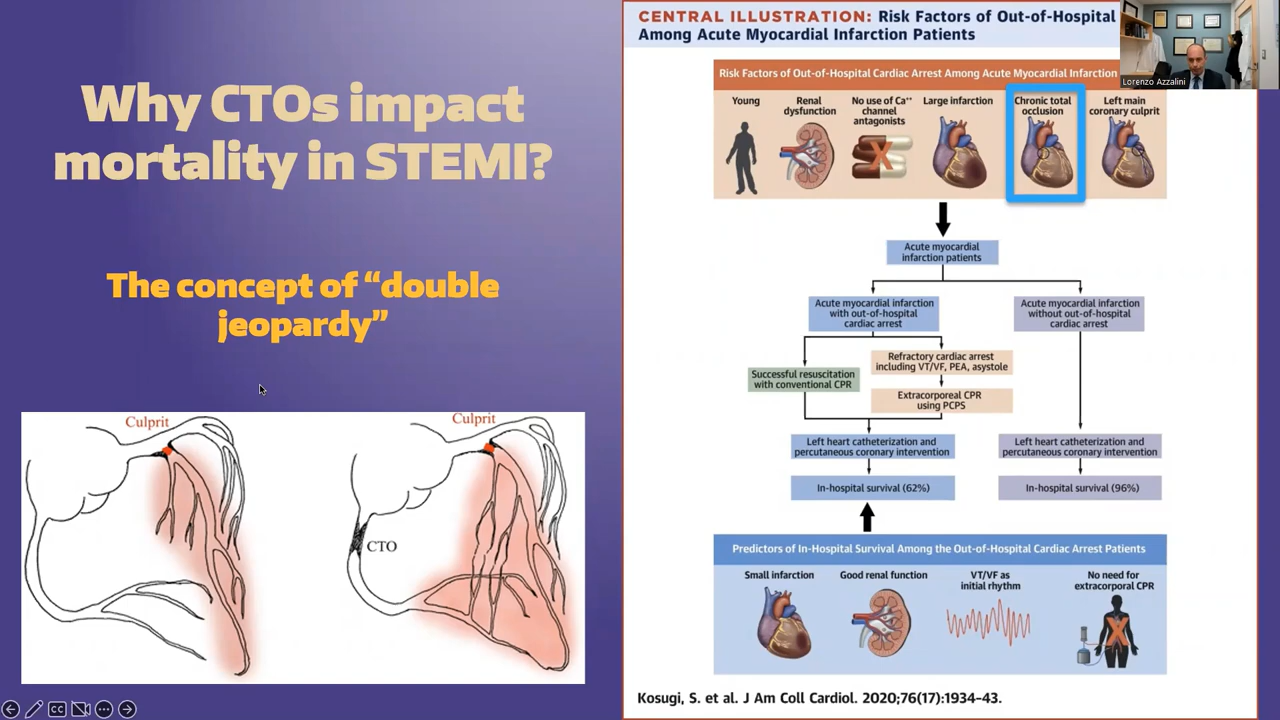 Why CTOs impact
mortality in STEMI?
The concept of “double
jeopardy”
Culprit
Culprit
CTO
CENTRAL ILLUSTRATION: Risk Factors of Out-of-Hospital
Among Acute Myocardial Infarction Patients
Lorenzo Azzalini
Risk Factors of Out-of-Hospital Cardiac Arrest Among Acute Myocardial Infarction
Young
Renal
dysfunction
No use of Ca++
channel
antagonists
Large infarction
Chronic total
occlusion
Left main
coronary culprit
Acute myocardial
infarction patients
Acute myocardial infarction
with out-of-hospital
cardiac arrest
Acute myocardial infarction
without out-of-hospital
cardiac arrest
Successful resuscitation
with conventional CPR
Refractory cardiac arrest
including VT/VF, PEA, asystole
Extracorporeal CPR
using PCPS
Left heart catheterization and
percutaneous coronary intervention
Left heart catheterization and
percutaneous coronary intervention
In-hospital survival (62%)
In-hospital survival (96%)
Predictors of In-Hospital Survival Among the Out-of-Hospital Cardiac Arrest Patients
Small infarction
Good renal function
VT/VF as
initial rhythm
No need for
extracorporal CPR
Kosugi, S. et al. J Am Coll Cardiol. 2020;76(17):1934-43.
CC